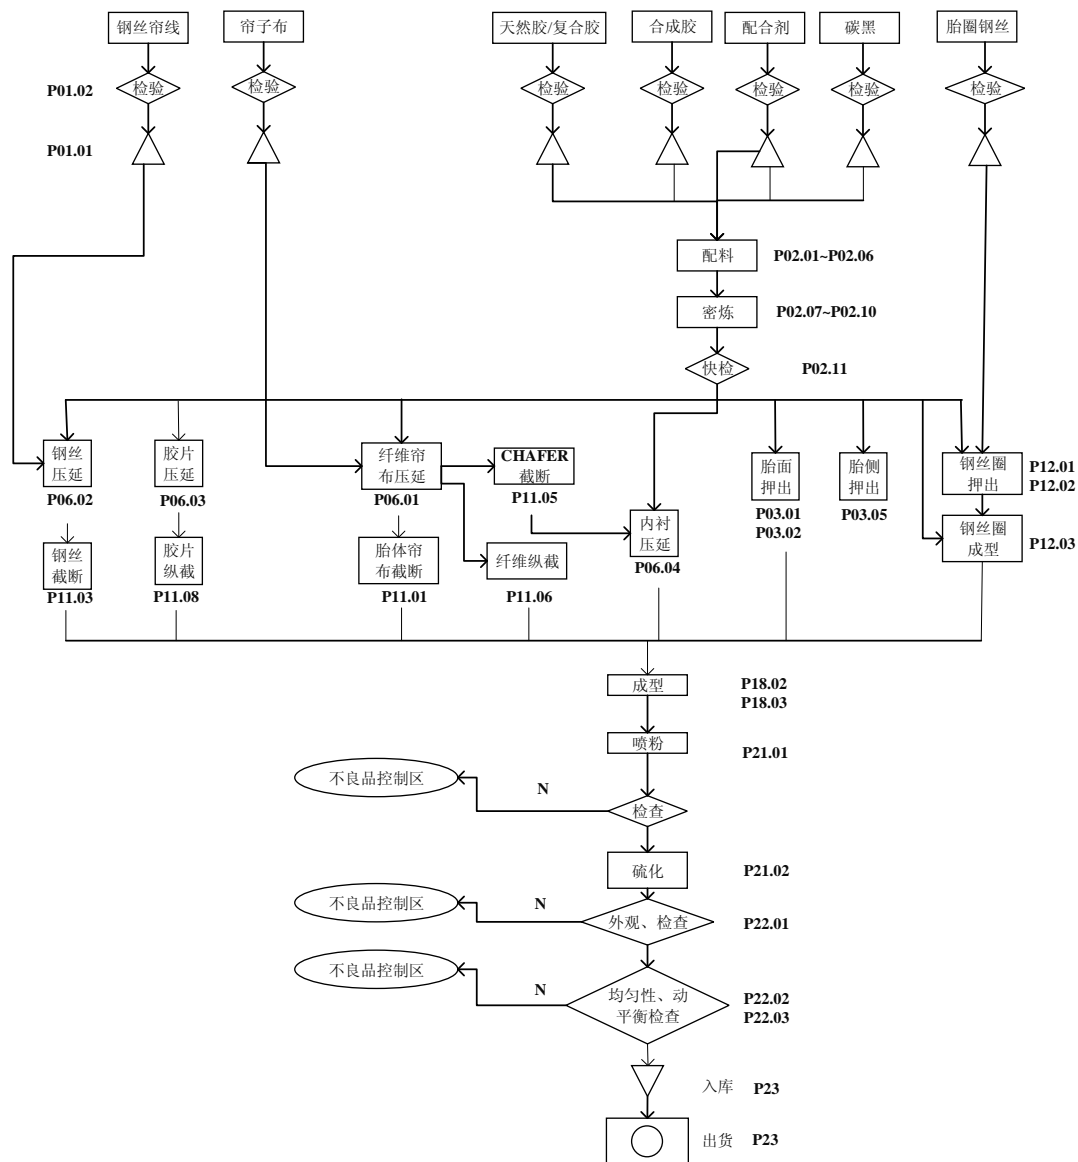 钢丝帘线
帘子布
天然胶/复合胶
合成胶
配合剂
碳黑
胎圈钢丝
P01.02
检验
检验
检验
检验
检验
检验
检验
P01.01
配料
P02.01~P02.06
密炼
P02.07~P02.10
快检
P02.11
钢丝
压延
P06.02
胶片
压延
P06.03
纤维帘
布压延
P06.01
CHAFER
截断
P11.05
胎面
押出
P03.01
P03.02
胎侧
押出
P03.05
钢丝圈
押出
P12.01
P12.02
钢丝
截断
P11.03
胶片
纵截
P11.08
胎体帘
布截断
P11.01
纤维纵截
P11.06
内衬
压延
P06.04
钢丝圈
成型
P12.03
成型
P18.02
P18.03
喷粉
P21.01
不良品控制区
N
检查
硫化
P21.02
不良品控制区
N
外观、检查
P22.01
不良品控制区
N
均匀性、动
平衡检查
P22.02
P22.03
入库
P23
出货
P23